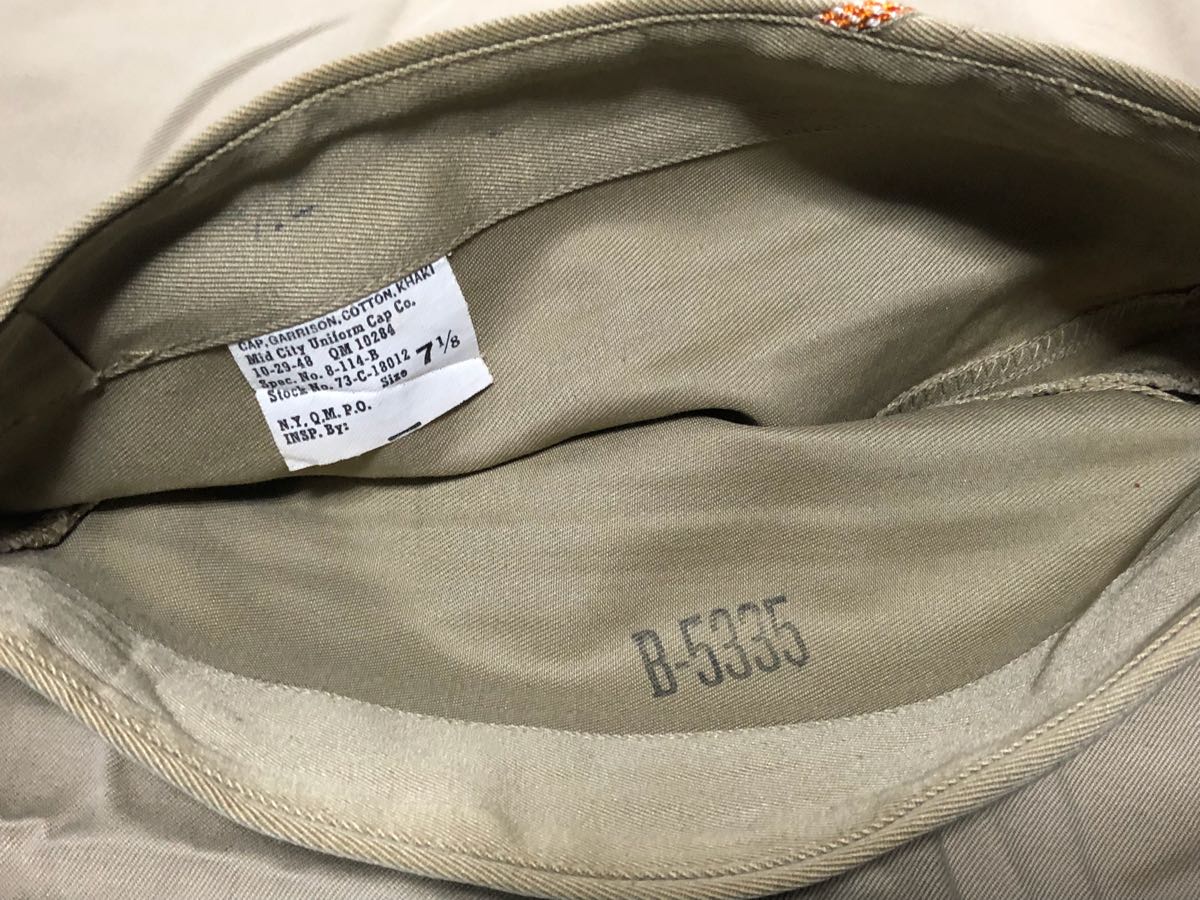 CAP, GARRISON, COTTON, KHAKI
Mid City Uniform Cap Co.
10-29-48 QM 10284
Spec. No. 8-114-B
Stock No. 73-C-18012
Size 7 1/8
N.Y. Q.M. P.O.
INSP. By:
B-5335